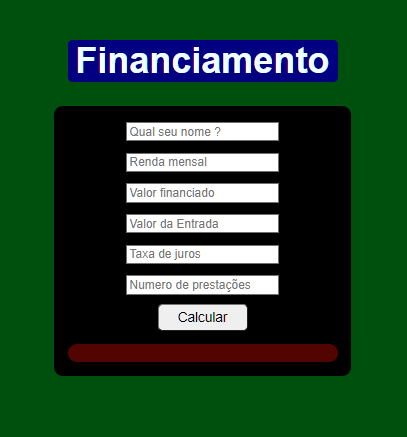 Financiamento
Qual seu nome ?
Renda mensal
Valor financiado
Valor da Entrada
Taxa de juros
Numero de prestações
Calcular